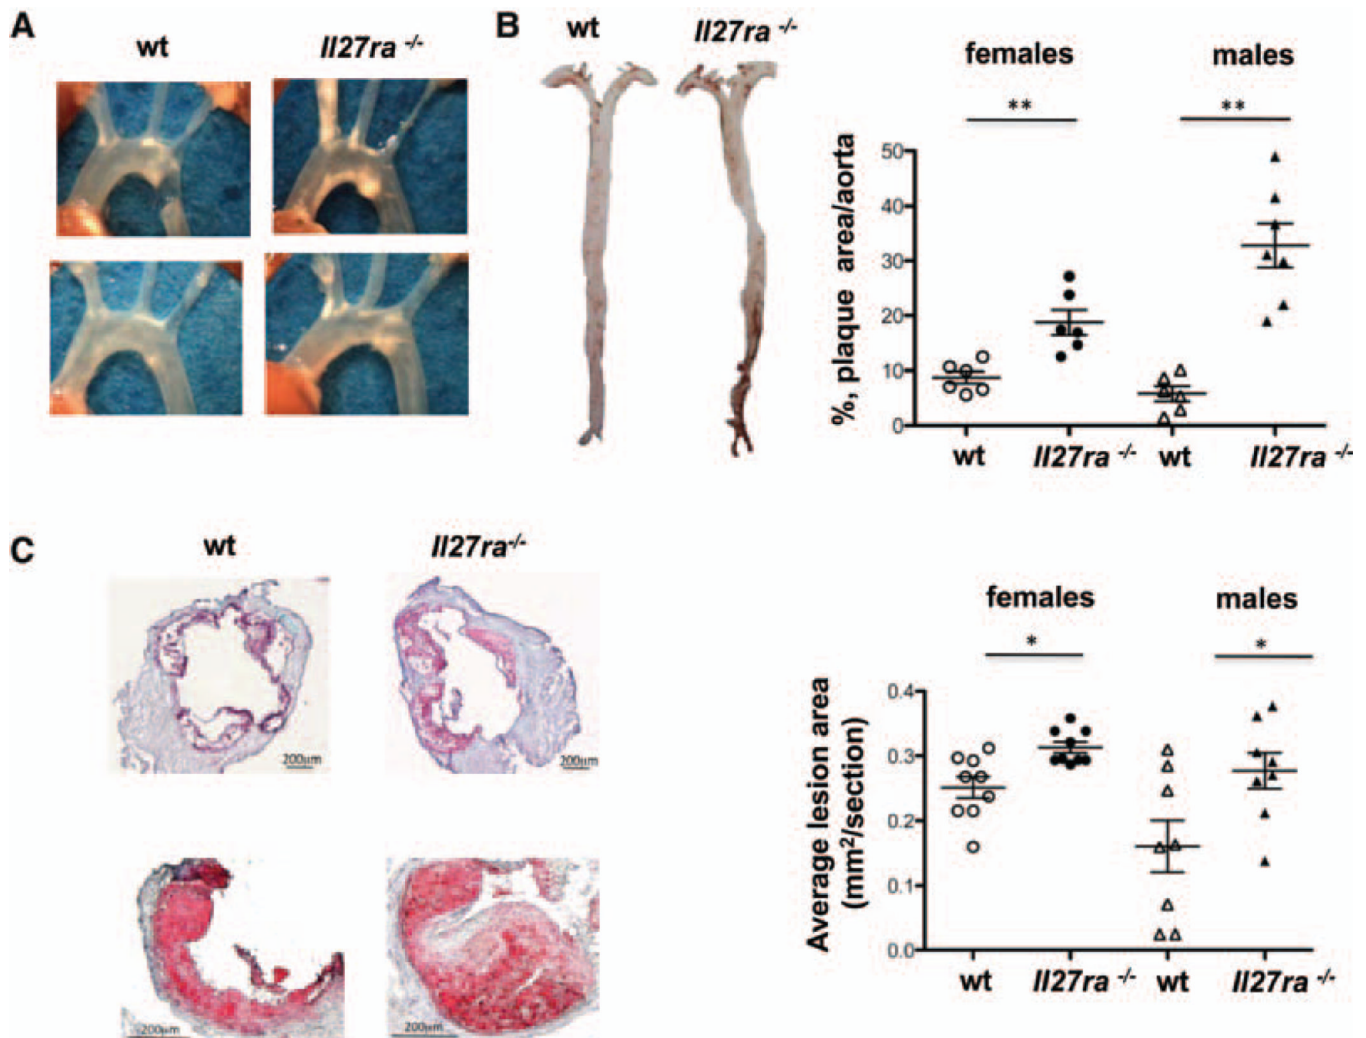 A
wt
Il27ra -/-
B
wt
Il27ra -/-
females
males
**
**
%, plaque area/aorta
50
40
30
20
10
0
wt
Il27ra -/-
wt
Il27ra -/-
C
wt
Il27ra-/-
200µm
200µm
200µm
200µm
females
males
*
*
Average lesion area
(mm2/section)
0.4
0.3
0.2
0.1
0.0
wt
Il27ra -/-
wt
Il27ra -/-